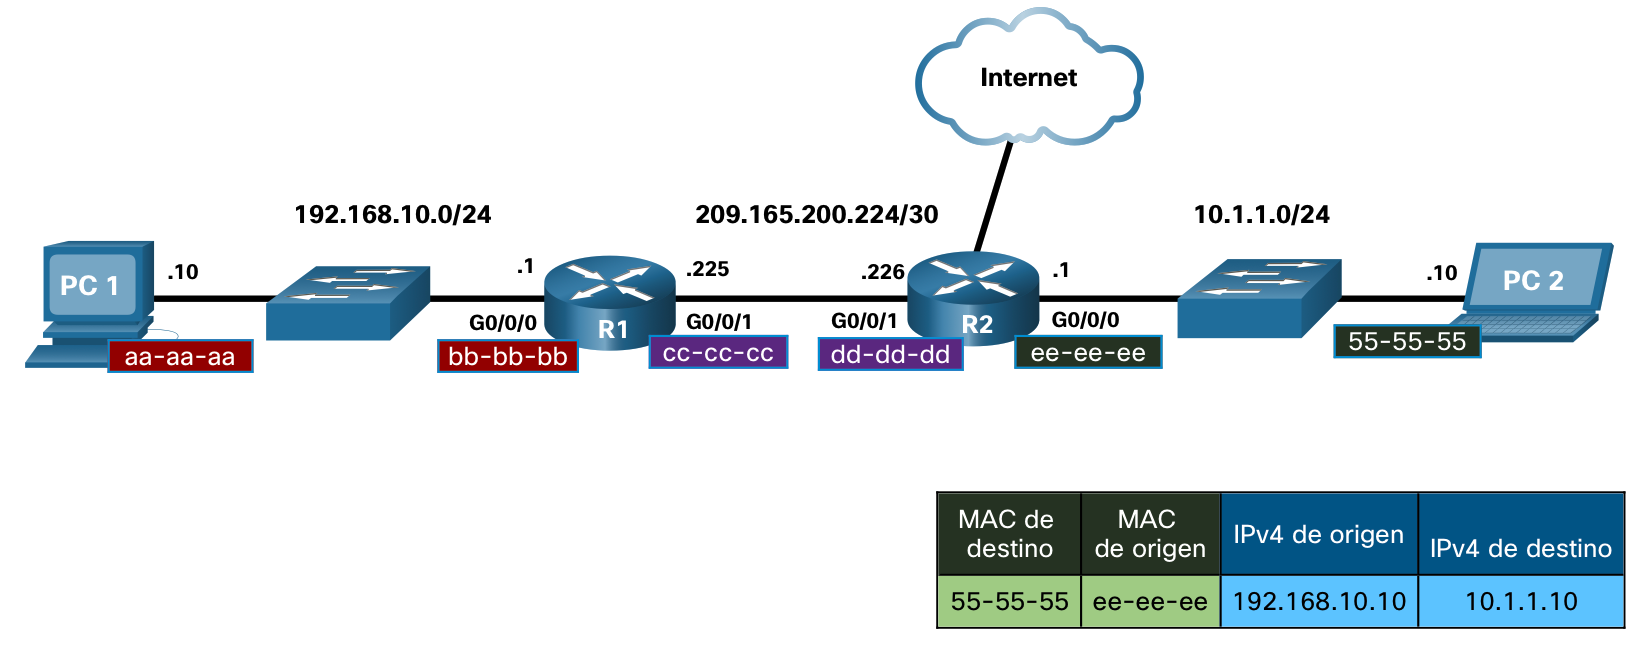 Internet
192.168.10.0/24
209.165.200.224/30
10.1.1.0/24
PC 1
.10
.1
.225
.226
.1
.10
PC 2
G0/0/0
R1
G0/0/1
G0/0/1
R2
G0/0/0
aa-aa-aa
bb-bb-bb
cc-cc-cc
dd-dd-dd
ee-ee-ee
55-55-55
MAC de
destino
MAC
de origen
IPv4 de origen
IPv4 de destino
55-55-55
ee-ee-ee
192.168.10.10
10.1.1.10